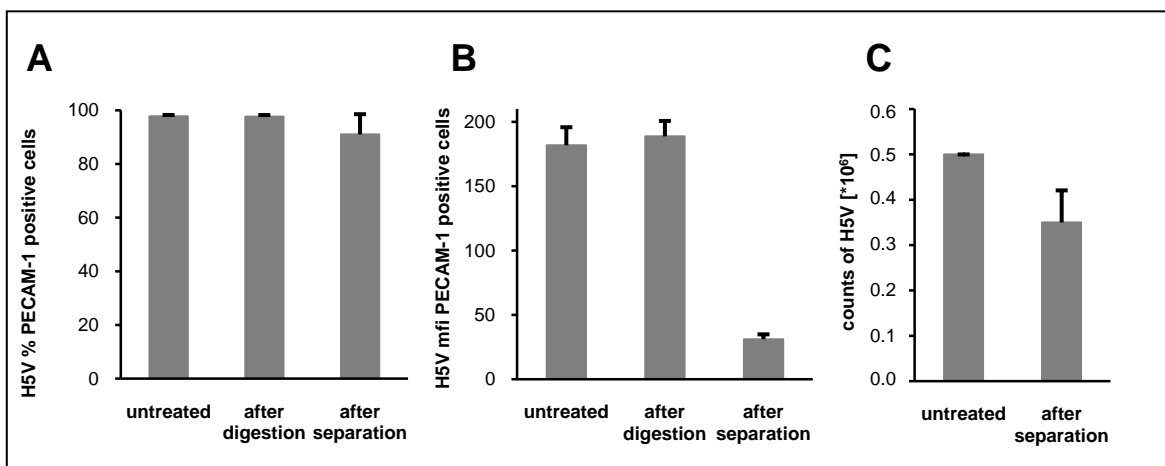 A
H5V % PECAM-1 positive cells
100
80
60
40
20
0
untreated
after
digestion
after
separation
B
H5V mfi PECAM-1 positive cells
200
150
100
50
0
untreated
after
digestion
after
separation
C
counts of H5V [*10⁶]
0.6
0.5
0.4
0.3
0.2
0.1
0.0
untreated
after
separation